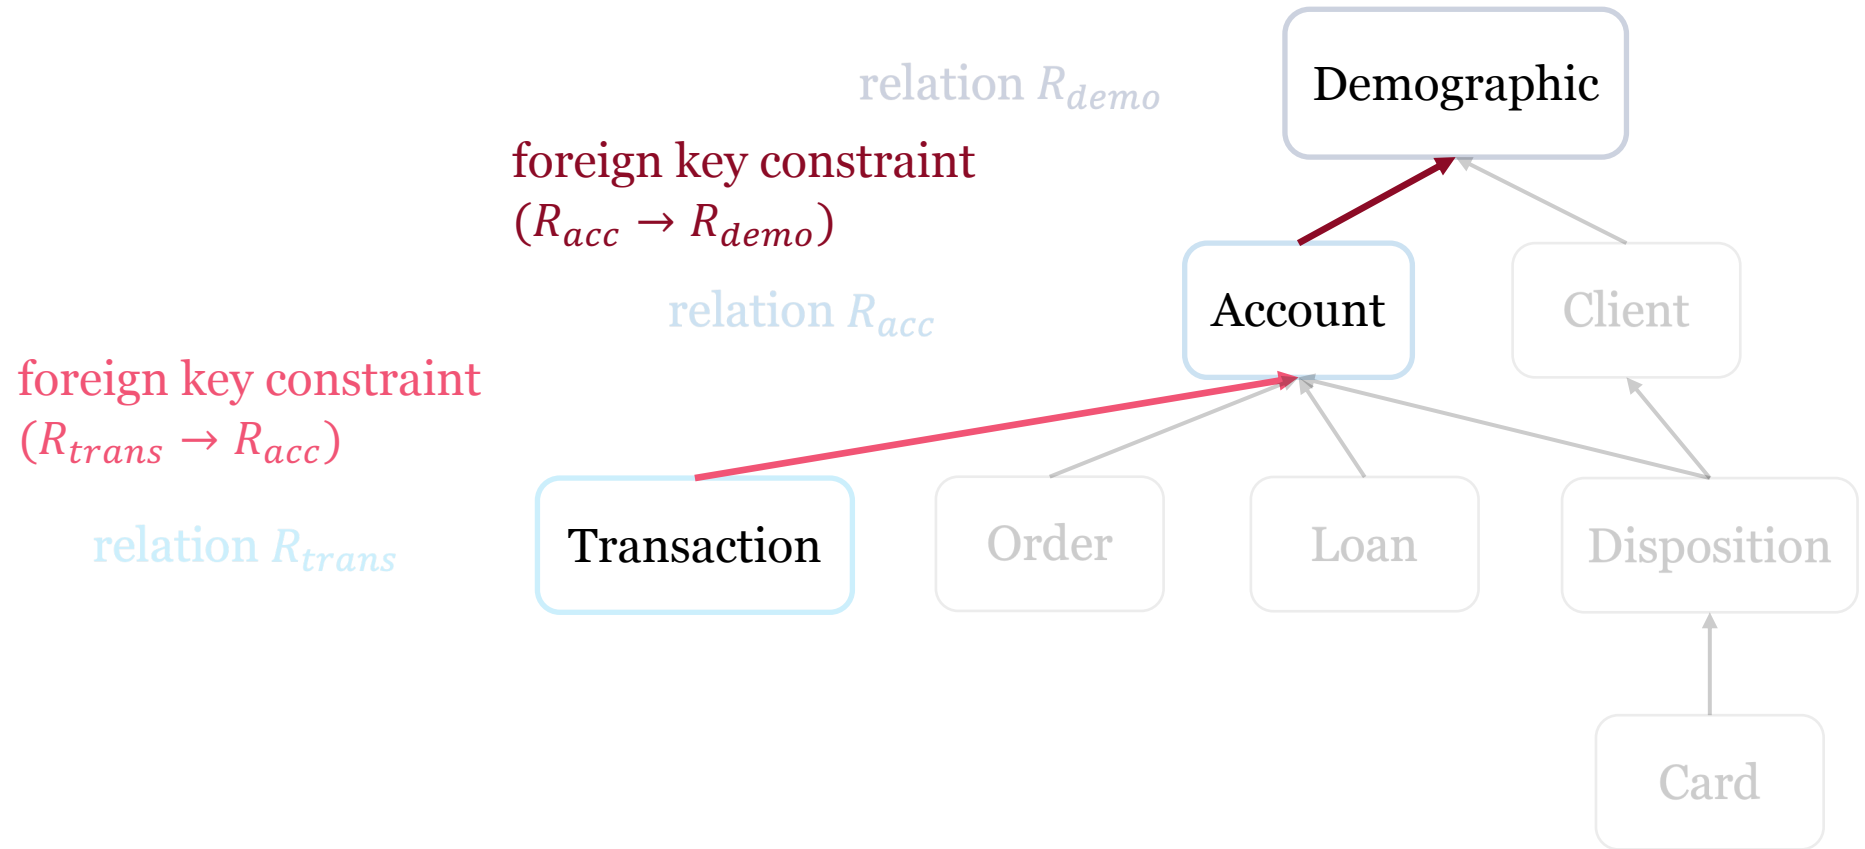 relation R_demo
Demographic
foreign key constraint
(R_acc → R_demo)
relation R_acc
Account
Client
foreign key constraint
(R_trans → R_acc)
relation R_trans
Transaction
Order
Loan
Disposition
Card